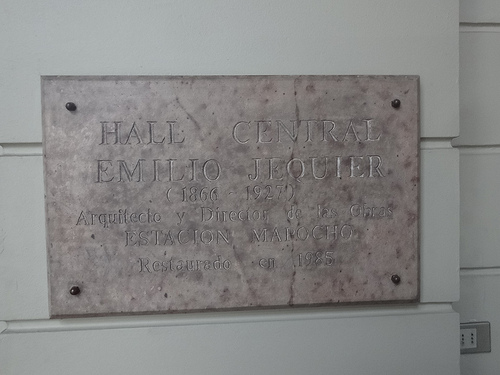 HALL CENTRAL
EMILIO JEQUIER
(1866 - 1927)
Arquitecto y Director de las Obras
ESTACION MAPOCHO
Restaurado en 1985